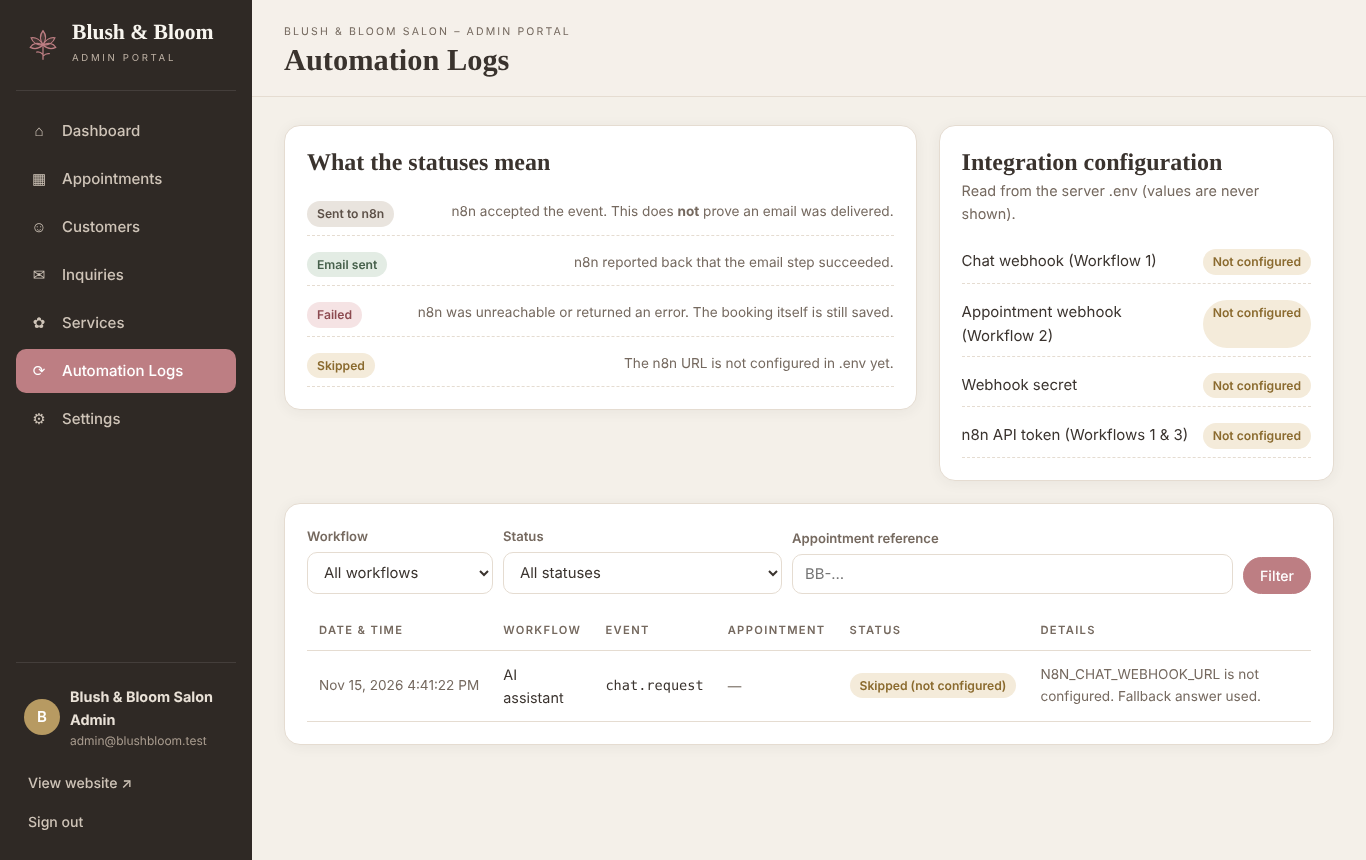 Blush & Bloom
ADMIN PORTAL
Dashboard
Appointments
Customers
Inquiries
Services
Automation Logs
Settings
B
Blush & Bloom Salon
Admin
admin@blushbloom.test
View website ↗
Sign out
BLUSH & BLOOM SALON – ADMIN PORTAL
Automation Logs
What the statuses mean
Sent to n8n n8n accepted the event. This does not prove an email was delivered.
Email sent n8n reported back that the email step succeeded.
Failed n8n was unreachable or returned an error. The booking itself is still saved.
Skipped The n8n URL is not configured in .env yet.
Integration configuration
Read from the server .env (values are never
shown).
Chat webhook (Workflow 1) Not configured
Appointment webhook Not configured
(Workflow 2)
Webhook secret Not configured
n8n API token (Workflows 1 & 3) Not configured
Workflow Status Appointment reference
All workflows All statuses BB-... Filter
DATE & TIME WORKFLOW EVENT APPOINTMENT STATUS DETAILS
Nov 15, 2026 4:41:22 PM AI assistant chat.request — Skipped (not configured) N8N_CHAT_WEBHOOK_URL is not
configured. Fallback answer used.